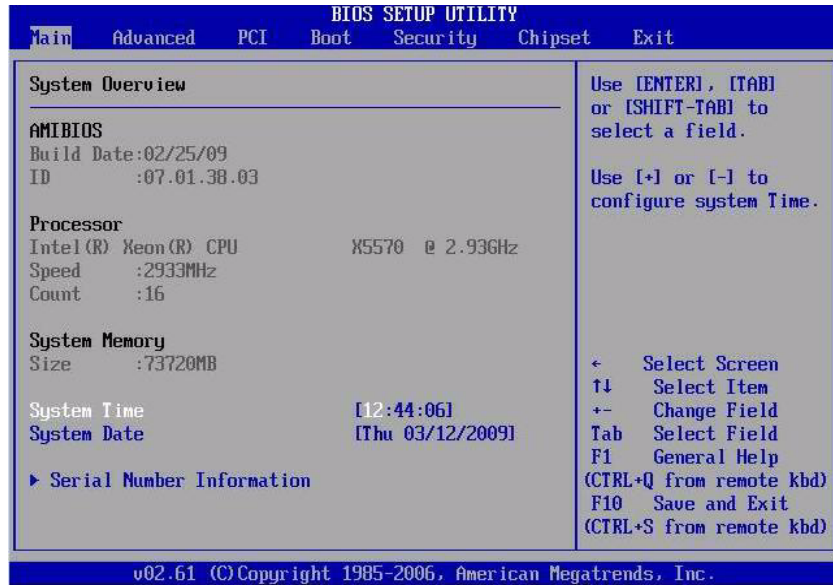 BIOS SETUP UTILITY
Main Advanced PCI Boot Security Chipset Exit
System Overview
AMIBIOS
Build Date:02/25/09
ID :07.01.38.03
Processor
Intel(R) Xeon(R) CPU X5570 @ 2.93GHz
Speed :2933MHz
Count :16
System Memory
Size :73720MB
System Time [12:44:06]
System Date [Thu 03/12/2009]
▶ Serial Number Information
Use [ENTER], [TAB]
or [SHIFT-TAB] to
select a field.
Use [+] or [-] to
configure system Time.
← Select Screen
↑↓ Select Item
+- Change Field
Tab Select Field
F1 General Help
(CTRL+Q from remote kbd)
F10 Save and Exit
(CTRL+S from remote kbd)
v02.61 (C)Copyright 1985-2006, American Megatrends, Inc.